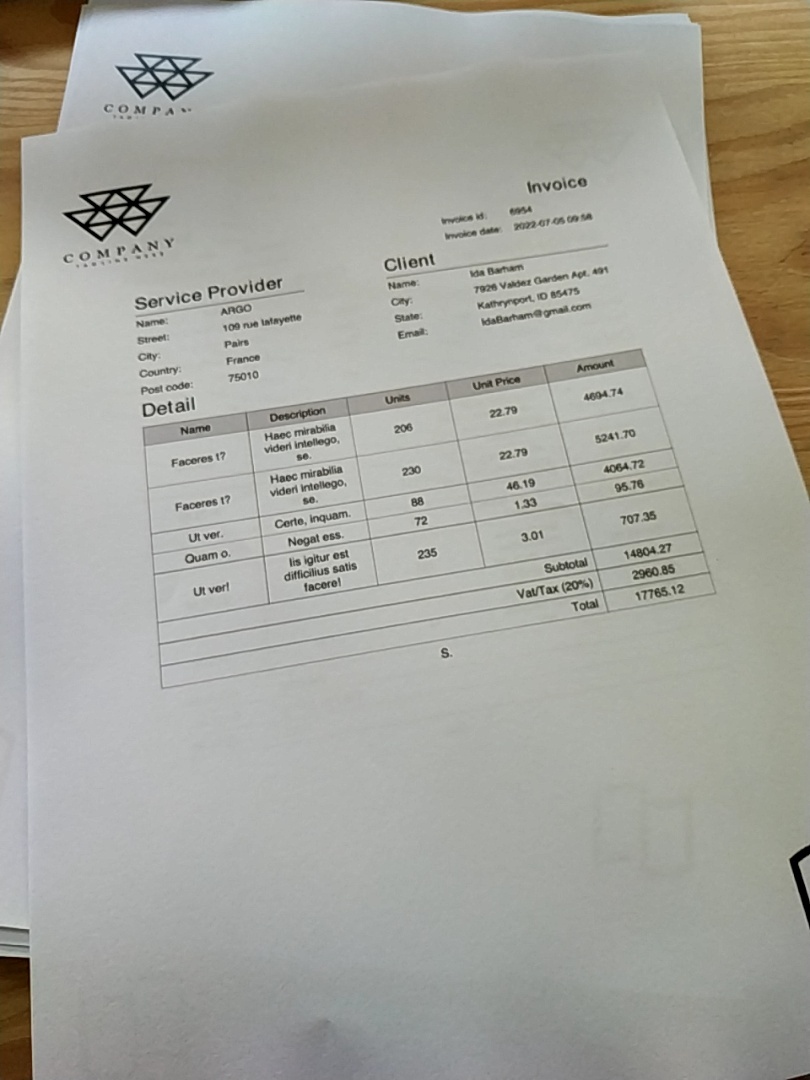 COMPA
COMPANY
Invoice
Invoice id: 6954
Invoice date: 2022-07-05 09:58
Service Provider
Name: ARGO
Street: 109 rue lafayette
City: Pairs
Country: France
Post code: 75010
Client
Name: Ida Barham
City: 7926 Valdez Garden Apt. 491
State: Kathrynport, ID 85475
Email: IdaBarham@gmail.com
Detail
Name Description Units Unit Price Amount
Faceres t? Haec mirabilia videri intellego, se. 206 22.79 4694.74
Faceres t? Haec mirabilia videri intellego, se. 230 22.79 5241.70
Ut ver. Certe, inquam. 88 46.19 4064.72
Quam o. Negat ess. 72 1.33 95.76
Ut ver! Iis igitur est difficilius satis facere! 235 3.01 707.35
Subtotal 14804.27
Vat/Tax (20%) 2960.85
Total 17765.12
S.